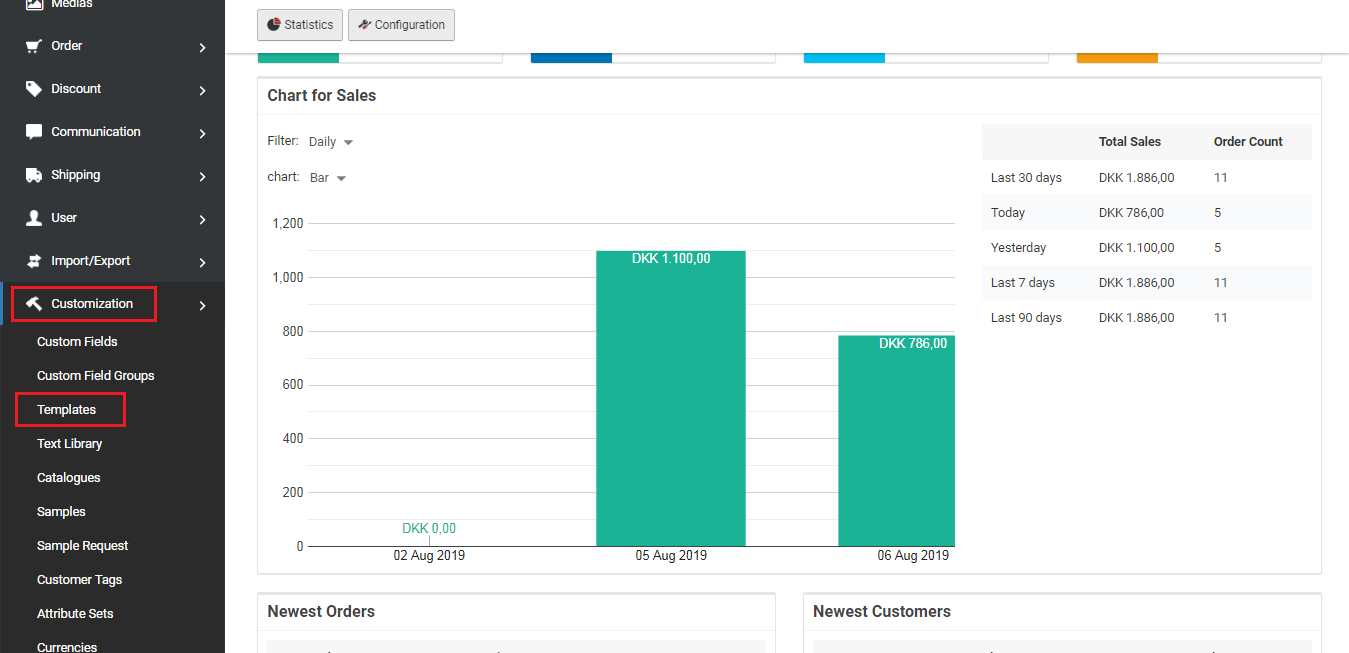 Medias
Order
Discount
Communication
Shipping
User
Import/Export
Customization
Custom Fields
Custom Field Groups
Templates
Text Library
Catalogues
Samples
Sample Request
Customer Tags
Attribute Sets
Currencies
Statistics Configuration
Chart for Sales
Filter: Daily
chart: Bar
1,200
1,000
800
600
400
200
0
DKK 0,00
DKK 1.100,00
DKK 786,00
02 Aug 2019 05 Aug 2019 06 Aug 2019
Total Sales Order Count
Last 30 days DKK 1.886,00 11
Today DKK 786,00 5
Yesterday DKK 1.100,00 5
Last 7 days DKK 1.886,00 11
Last 90 days DKK 1.886,00 11
Newest Orders
Newest Customers